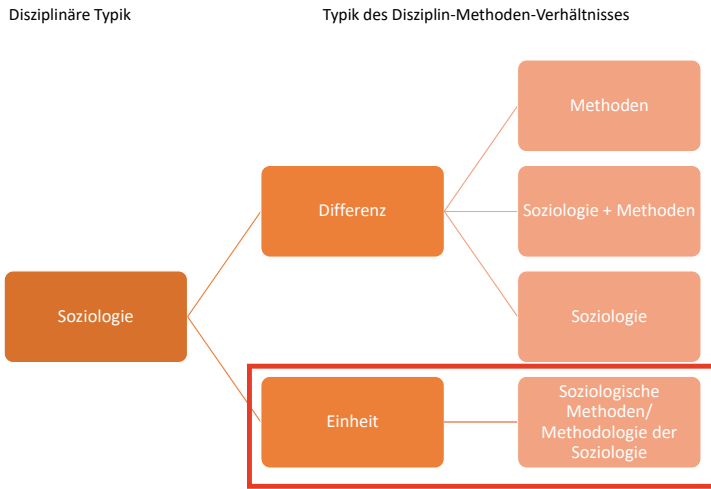 Disziplinäre Typik
Typik des Disziplin-Methoden-Verhältnisses
Methoden
Differenz
Soziologie + Methoden
Soziologie
Soziologie
Einheit
Soziologische
Methoden/
Methodologie der
Soziologie